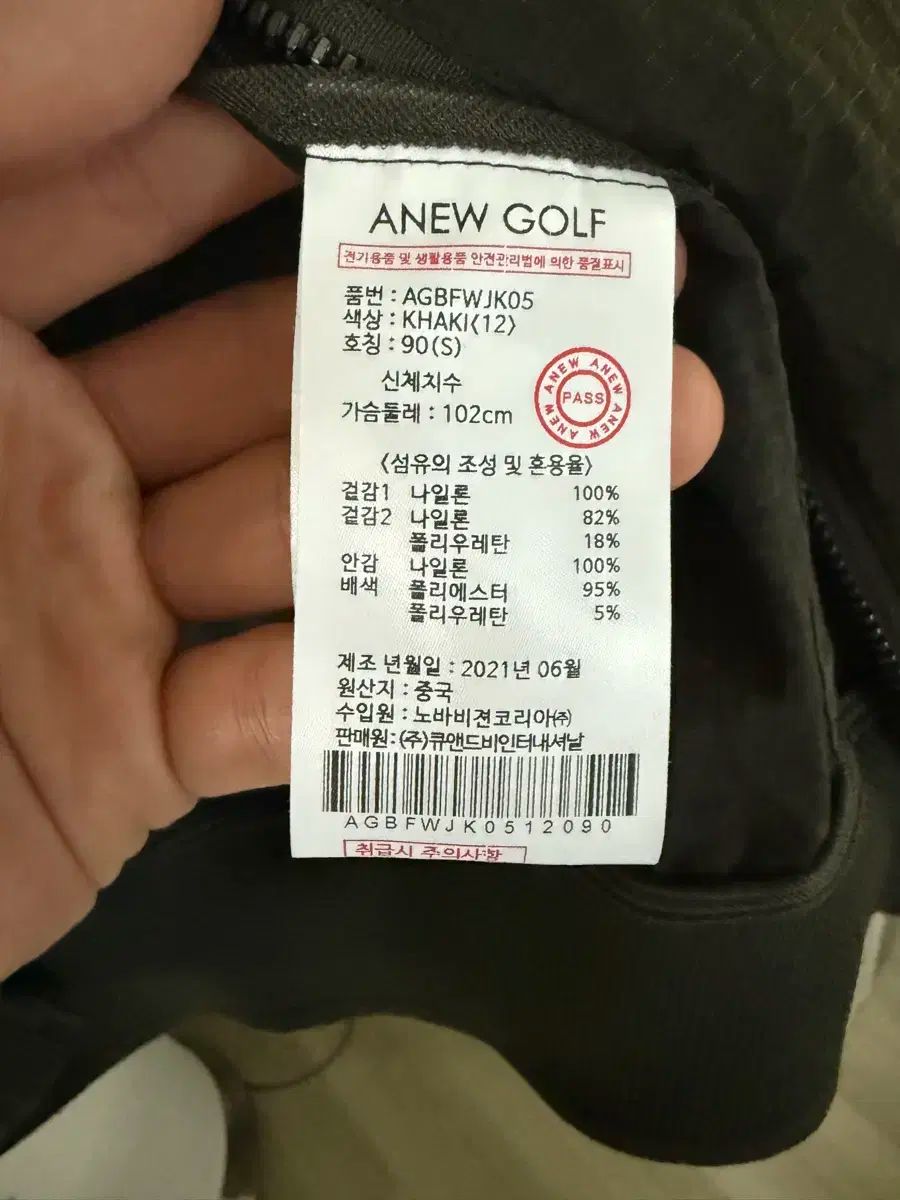 ANEW GOLF
전기용품 및 생활용품 안전관리법에 의한 품질표시
품번 : AGBFWJK05
색상 : KHAKI(12)
호칭 : 90(S)
신체치수
가슴둘레 : 102cm
ANEW ANEW ANEW ANEW
PASS
<섬유의 조성 및 혼용율>
겉감1 나일론 100%
겉감2 나일론 82%
폴리우레탄 18%
안감 나일론 100%
배색 폴리에스터 95%
폴리우레탄 5%
제조 년월일 : 2021년 06월
원산지 : 중국
수입원 : 노바비젼코리아㈜
판매원 : (주)큐앤드비인터내셔날
AGBFWJK0512090
취급시 주의사항